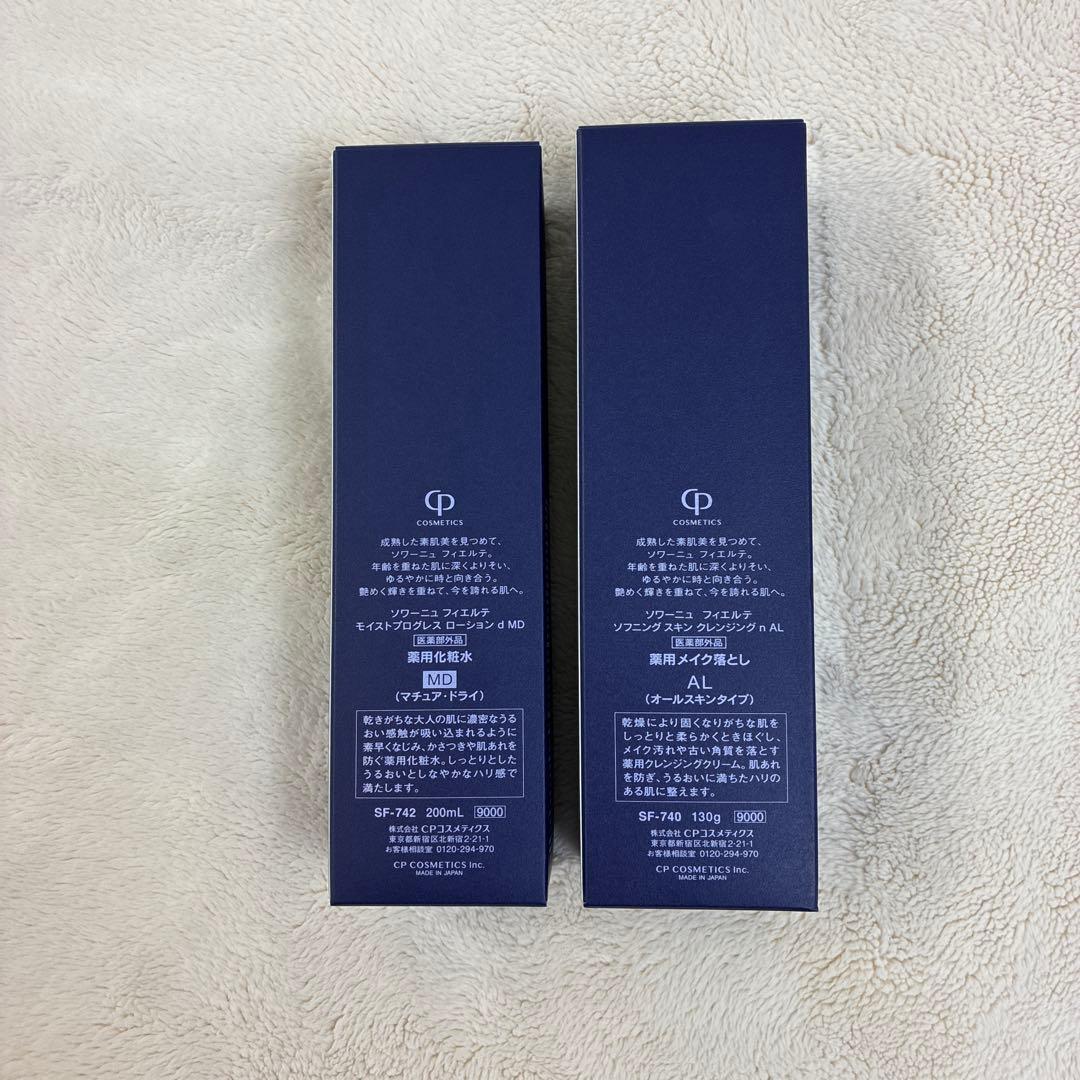 CP
COSMETICS
成熟した素肌美を見つめて、
ソワーニュ フィエルテ。
年齢を重ねた肌に深くよりそい、
ゆるやかに時と向き合う。
艶めく輝きを重ねて、今を誇れる肌へ。
ソワーニュ フィエルテ
モイストプログレス ローション d MD
医薬部外品
薬用化粧水
MD
(マチュア・ドライ)
乾きがちな大人の肌に濃密なうる
おい感触が吸い込まれるように
素早くなじみ、かさつきや肌あれを
防ぐ薬用化粧水。しっとりとした
うるおいとしなやかなハリ感で
満たします。
SF-742 200mL 9000
株式会社 CPコスメティクス
東京都新宿区北新宿2-21-1
お客様相談室 0120-294-970
CP COSMETICS Inc.
MADE IN JAPAN
CP
COSMETICS
成熟した素肌美を見つめて、
ソワーニュ フィエルテ。
年齢を重ねた肌に深くよりそい、
ゆるやかに時と向き合う。
艶めく輝きを重ねて、今を誇れる肌へ。
ソワーニュ フィエルテ
ソフニング スキン クレンジング n AL
医薬部外品
薬用メイク落とし
AL
(オールスキンタイプ)
乾燥により固くなりがちな肌を
しっとりと柔らかくときほぐし、
メイク汚れや古い角質を落とす
薬用クレンジングクリーム。肌あれ
を防ぎ、うるおいに満ちたハリの
ある肌に整えます。
SF-740 130g 9000
株式会社 CPコスメティクス
東京都新宿区北新宿2-21-1
お客様相談室 0120-294-970
CP COSMETICS Inc.
MADE IN JAPAN